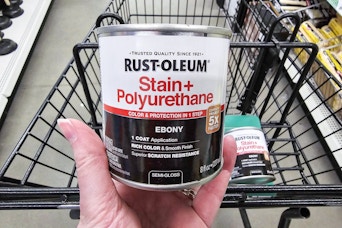 TRUSTED QUALITY SINCE 1921
RUST-OLEUM
Stain+
Polyurethane
COLOR & PROTECTION IN 1 STEP
EBONY
5X
1 COAT Application
RICH COLOR & Smooth Finish
Superior SCRATCH RESISTANCE
SEMI-GLOSS
RUST-OLEUM
Stain+
Polyurethane